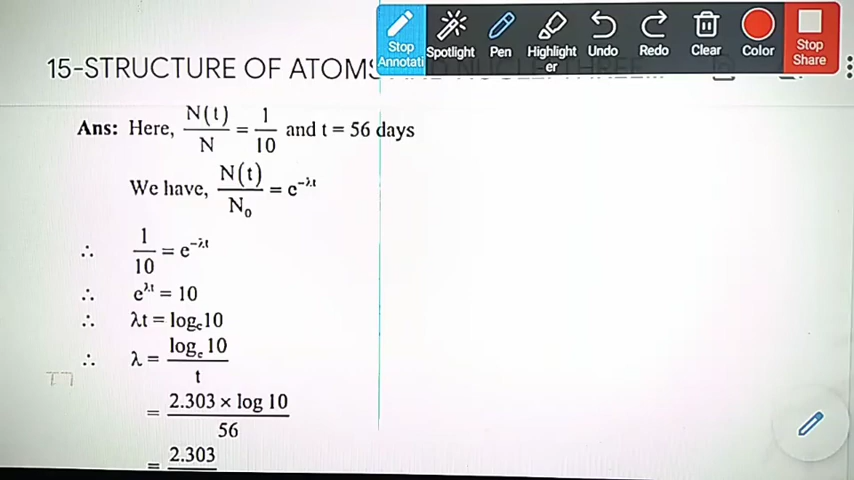 Stop Annotati
Spotlight
Pen
Highlighter
Undo
Redo
Clear
Color
Stop Share
15-STRUCTURE OF ATOMS
Ans: Here, N(t)/N = 1/10 and t = 56 days
We have, N(t)/N₀ = e^−λt
∴ 1/10 = e^−λt
∴ e^λt = 10
∴ λt = logₑ10
∴ λ = logₑ 10 / t
= 2.303 × log 10 / 56
= 2.303